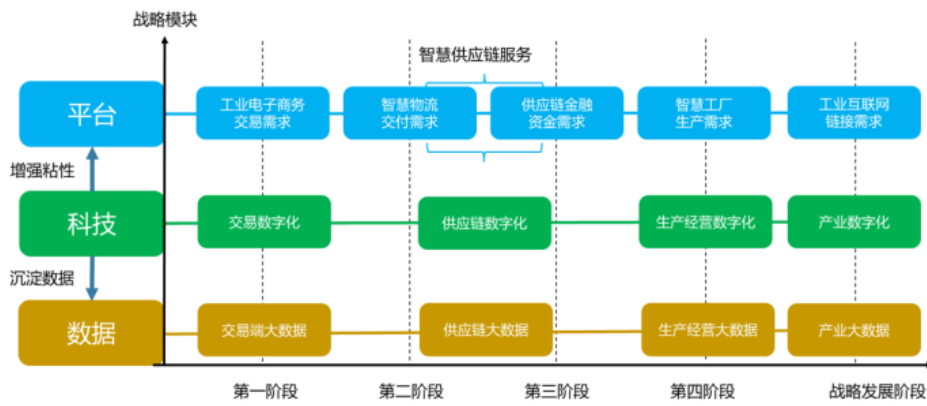 战略模块
智慧供应链服务
平台
工业电子商务
交易需求
智慧物流
交付需求
供应链金融
资金需求
智慧工厂
生产需求
工业互联网
链接需求
增强粘性
科技
交易数字化
供应链数字化
生产经营数字化
产业数字化
沉淀数据
数据
交易端大数据
供应链大数据
生产经营大数据
产业大数据
第一阶段
第二阶段
第三阶段
第四阶段
战略发展阶段